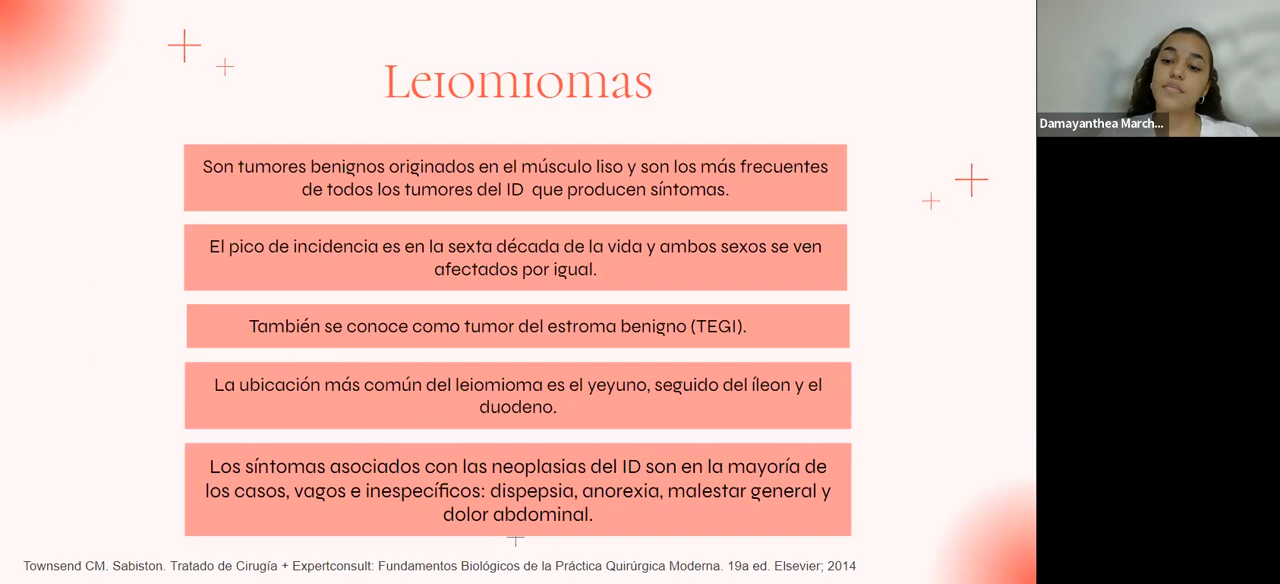 Leiomiomas
Son tumores benignos originados en el músculo liso y son los más frecuentes
de todos los tumores del ID que producen síntomas.
El pico de incidencia es en la sexta década de la vida y ambos sexos se ven
afectados por igual.
También se conoce como tumor del estroma benigno (TEGI).
La ubicación más común del leiomioma es el yeyuno, seguido del íleon y el
duodeno.
Los síntomas asociados con las neoplasias del ID son en la mayoría de
los casos, vagos e inespecíficos: dispepsia, anorexia, malestar general y
dolor abdominal.
Townsend CM. Sabiston. Tratado de Cirugía + Expertconsult: Fundamentos Biológicos de la Práctica Quirúrgica Moderna. 19a ed. Elsevier; 2014
Damayanthea March...